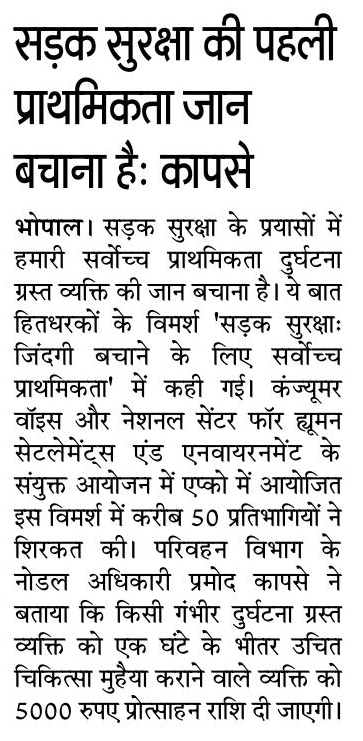 सड़क सुरक्षा की पहली
प्राथमिकता जान
बचाना है: कापसे
भोपाल। सड़क सुरक्षा के प्रयासों में
हमारी सर्वोच्च प्राथमिकता दुर्घटना
ग्रस्त व्यक्ति की जान बचाना है। ये बात
हितधरकों के विमर्श 'सड़क सुरक्षाः
जिंदगी बचाने के लिए सर्वोच्च
प्राथमिकता' में कही गई। कंज्यूमर
वॉइस और नेशनल सेंटर फॉर ह्यूमन
सेटलेमेंट्स एंड एनवायरनमेंट के
संयुक्त आयोजन में एप्को में आयोजित
इस विमर्श में करीब 50 प्रतिभागियों ने
शिरकत की। परिवहन विभाग के
नोडल अधिकारी प्रमोद कापसे ने
बताया कि किसी गंभीर दुर्घटना ग्रस्त
व्यक्ति को एक घंटे के भीतर उचित
चिकित्सा मुहैया कराने वाले व्यक्ति को
5000 रुपए प्रोत्साहन राशि दी जाएगी।